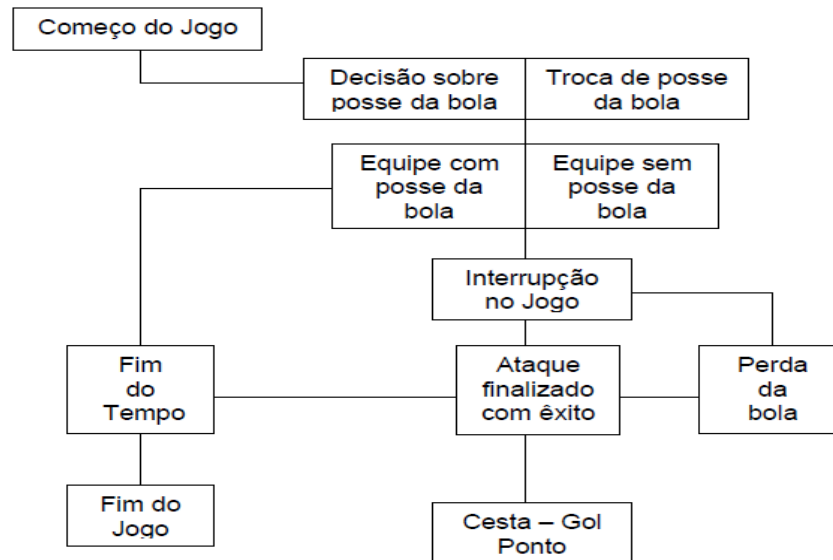 Começo do Jogo
Decisão sobre
posse da bola
Troca de posse
da bola
Equipe com
posse da
bola
Equipe sem
posse da
bola
Interrupção
no Jogo
Fim
do
Tempo
Ataque
finalizado
com êxito
Perda
da
bola
Fim do
Jogo
Cesta – Gol
Ponto